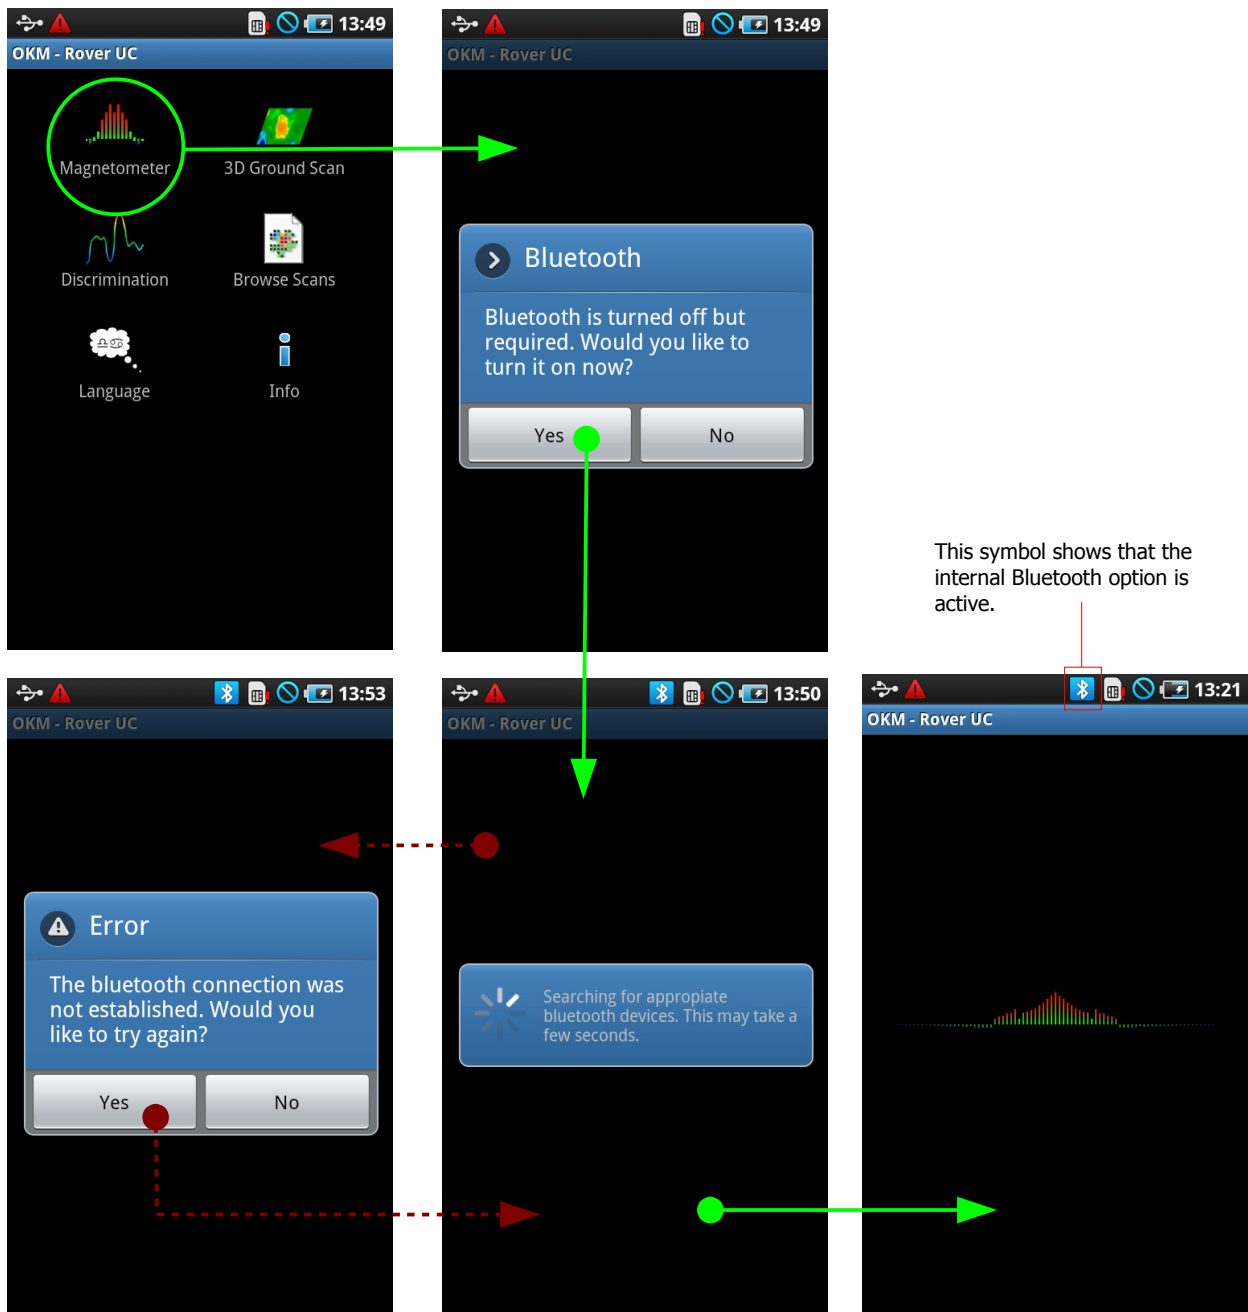 13:49
OKM - Rover UC
Magnetometer
3D Ground Scan
Discrimination
Browse Scans
Language
Info
13:49
OKM - Rover UC
Bluetooth
Bluetooth is turned off but
required. Would you like to
turn it on now?
Yes
No
This symbol shows that the
internal Bluetooth option is
active.
13:53
OKM - Rover UC
Error
The bluetooth connection was
not established. Would you
like to try again?
Yes
No
13:50
OKM - Rover UC
Searching for appropiate
bluetooth devices. This may take a
few seconds.
13:21
OKM - Rover UC